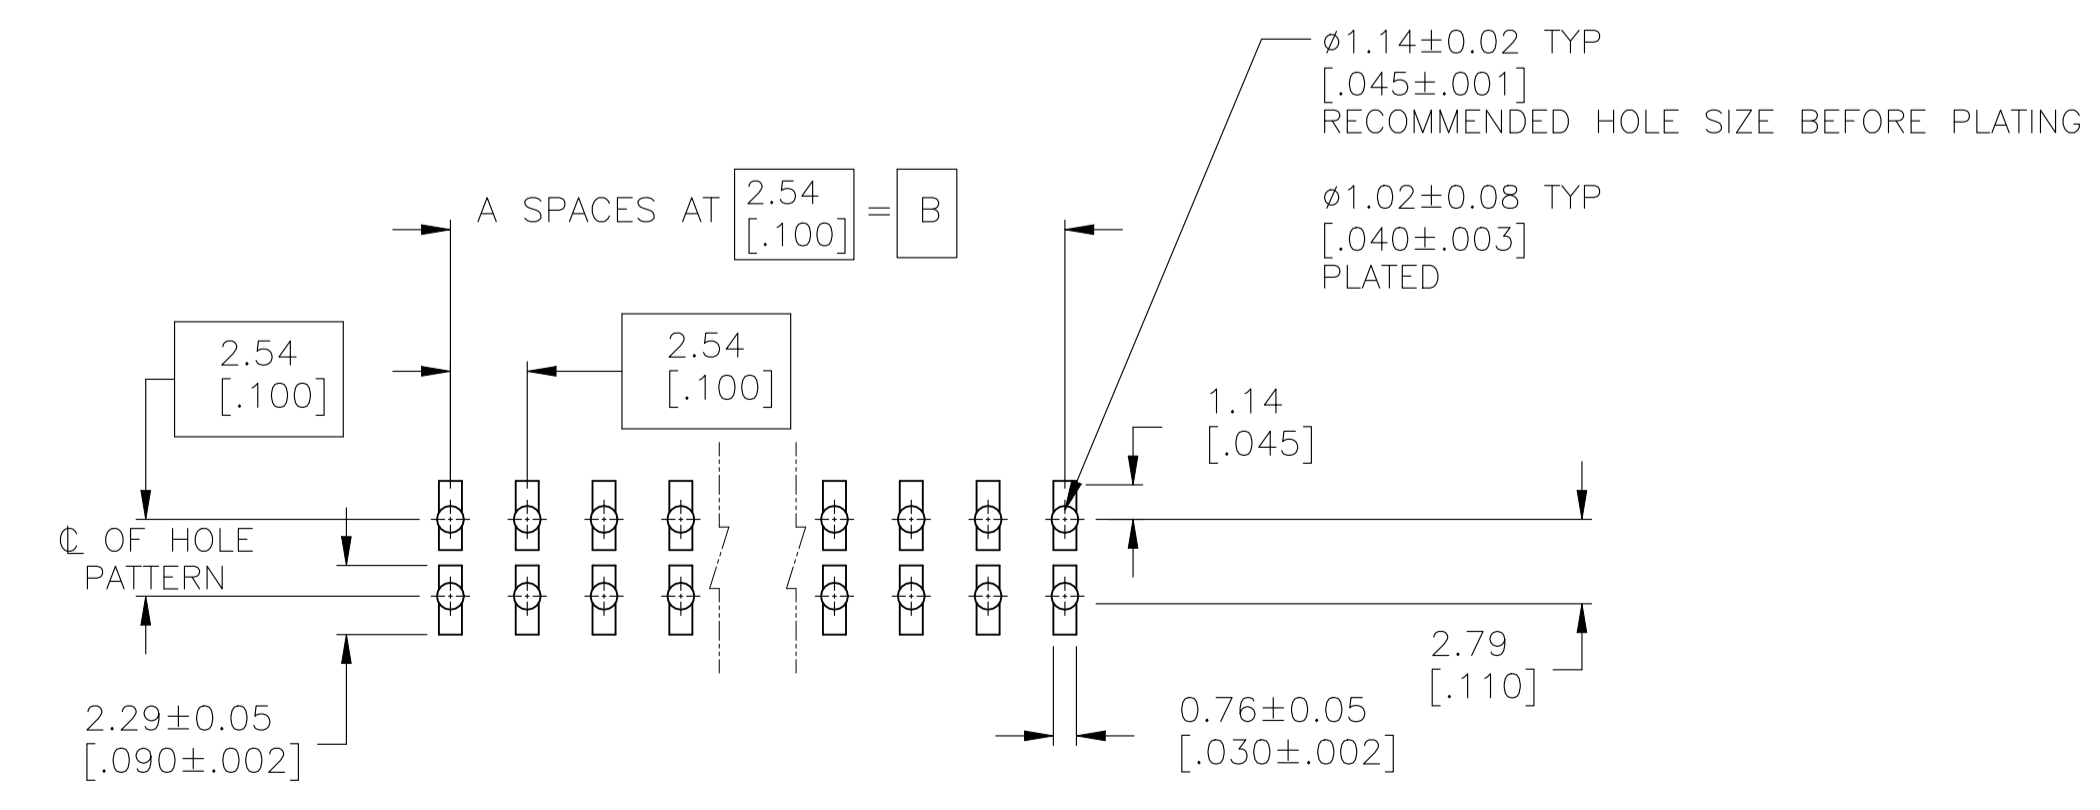 ø1.14±0.02 TYP
[.045±.001]
RECOMMENDED HOLE SIZE BEFORE PLATING
ø1.02±0.08 TYP
[.040±.003]
PLATED
A SPACES AT 2.54 [.100] = B
2.54
[.100]
2.54
[.100]
1.14
[.045]
℄ OF HOLE
PATTERN
2.79
[.110]
2.29±0.05
[.090±.002]
0.76±0.05
[.030±.002]